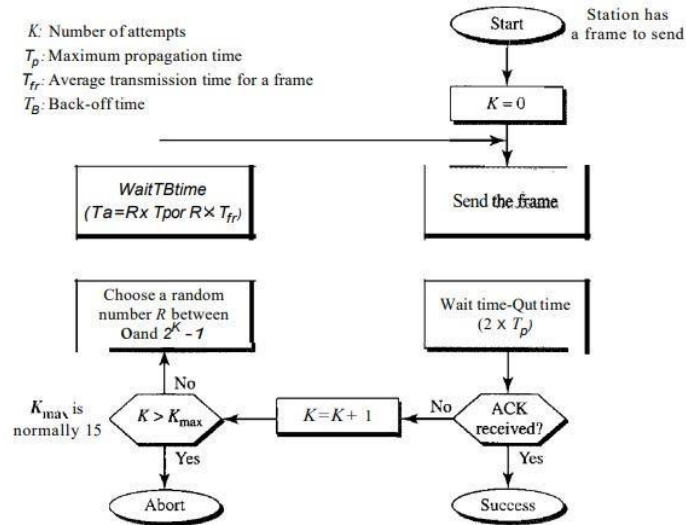 K: Number of attempts
Tp: Maximum propagation time
Tfr: Average transmission time for a frame
TB: Back-off time
Start
Station has
a frame to send
K = 0
WaitTBtime
(Ta=Rx Tpor R× Tfr)
Send the frame
Choose a random
number R between
0and 2^K -1
Wait time-Qut time
(2 × Tp)
Kmax is
normally 15
No
K > Kmax
K=K+ 1
No
ACK
received?
Yes
Yes
Abort
Success